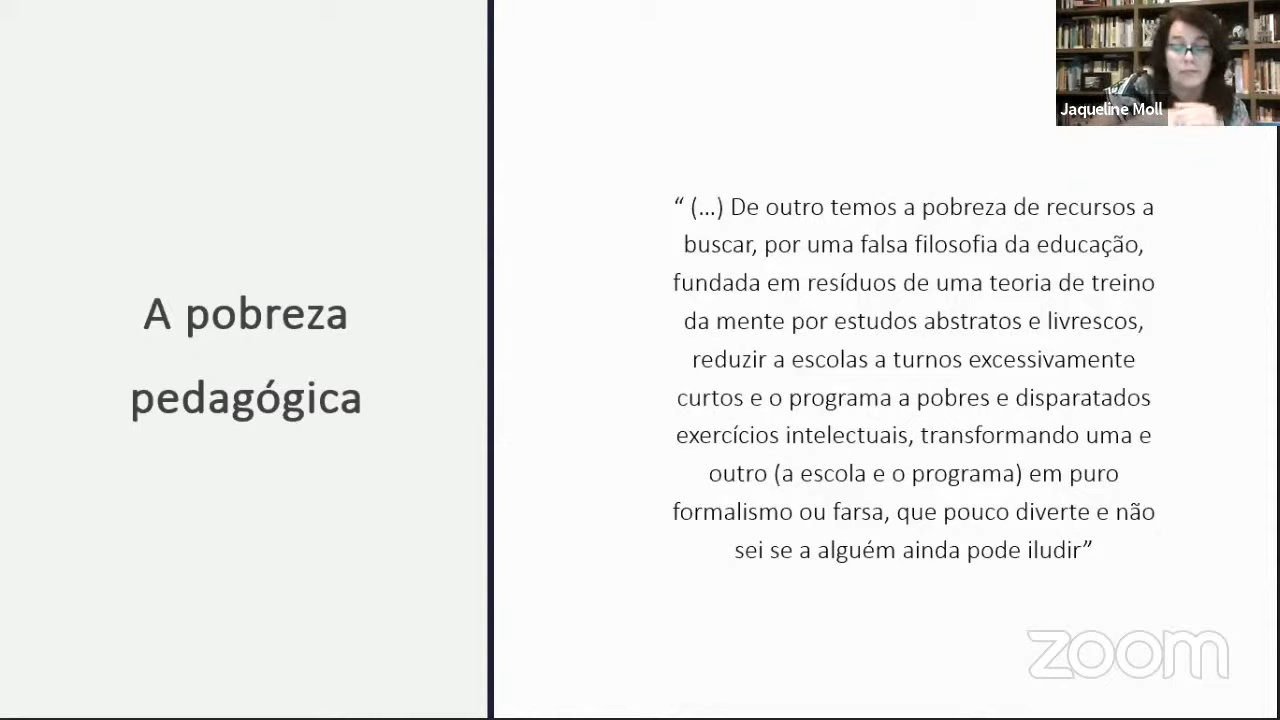 A pobreza
pedagógica
Jaqueline Moll
“ (...) De outro temos a pobreza de recursos a
buscar, por uma falsa filosofia da educação,
fundada em resíduos de uma teoria de treino
da mente por estudos abstratos e livrescos,
reduzir a escolas a turnos excessivamente
curtos e o programa a pobres e disparatados
exercícios intelectuais, transformando uma e
outro (a escola e o programa) em puro
formalismo ou farsa, que pouco diverte e não
sei se a alguém ainda pode iludir”
zoom